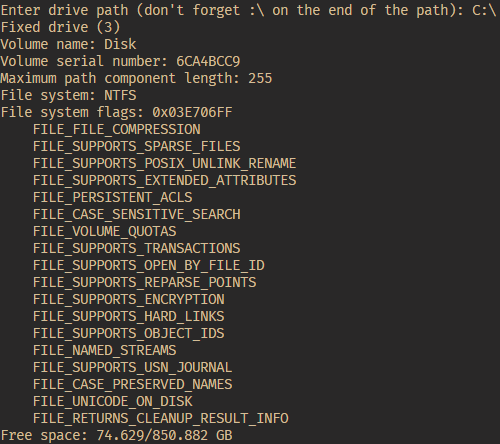 Enter drive path (don't forget :\ on the end of the path): C:\
Fixed drive (3)
Volume name: Disk
Volume serial number: 6CA4BCC9
Maximum path component length: 255
File system: NTFS
File system flags: 0x03E706FF
    FILE_FILE_COMPRESSION
    FILE_SUPPORTS_SPARSE_FILES
    FILE_SUPPORTS_POSIX_UNLINK_RENAME
    FILE_SUPPORTS_EXTENDED_ATTRIBUTES
    FILE_PERSISTENT_ACLS
    FILE_CASE_SENSITIVE_SEARCH
    FILE_VOLUME_QUOTAS
    FILE_SUPPORTS_TRANSACTIONS
    FILE_SUPPORTS_OPEN_BY_FILE_ID
    FILE_SUPPORTS_REPARSE_POINTS
    FILE_SUPPORTS_ENCRYPTION
    FILE_SUPPORTS_HARD_LINKS
    FILE_SUPPORTS_OBJECT_IDS
    FILE_NAMED_STREAMS
    FILE_SUPPORTS_USN_JOURNAL
    FILE_CASE_PRESERVED_NAMES
    FILE_UNICODE_ON_DISK
    FILE_RETURNS_CLEANUP_RESULT_INFO
Free space: 74.629/850.882 GB